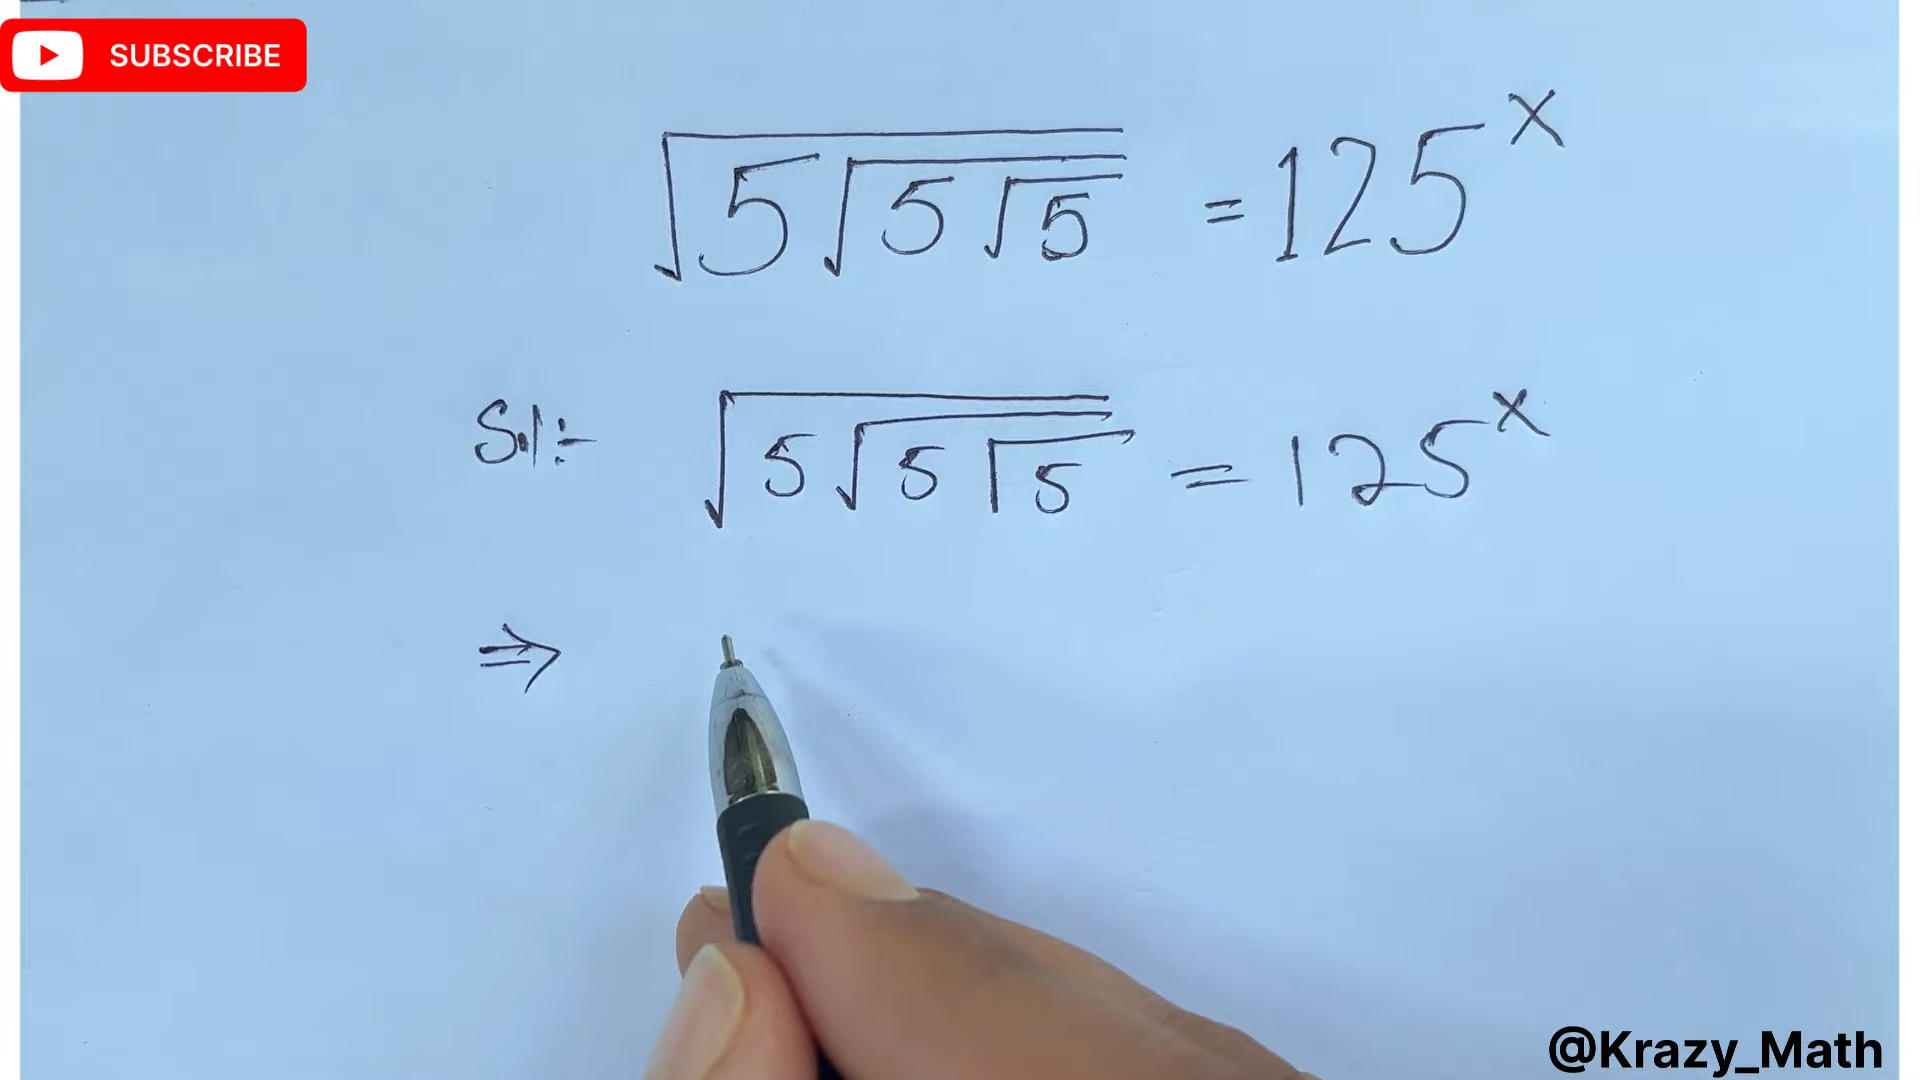 SUBSCRIBE
√5√5√5 = 125^x
Sol:- √5√5√5 = 125^x
⇒
@Krazy_Math